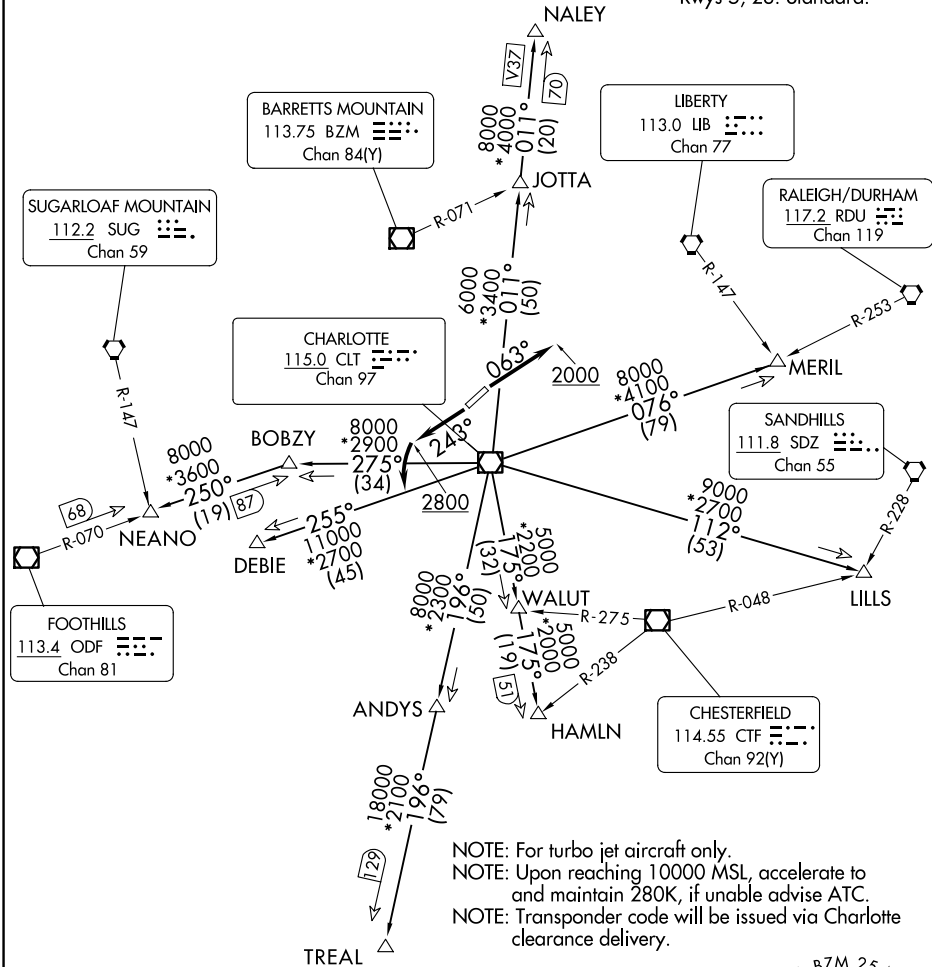 Rwys 5, 23: Standard.
NALEY
V37
70
8000
*4000
011°
(20)
BARRETTS MOUNTAIN
113.75 BZM
Chan 84(Y)
LIBERTY
113.0 LIB
Chan 77
JOTTA
R-071
SUGARLOAF MOUNTAIN
112.2 SUG
Chan 59
RALEIGH/DURHAM
117.2 RDU
Chan 119
R-147
R-253
6000
*3400
011°
(50)
CHARLOTTE
115.0 CLT
Chan 97
063°
2000
MERIL
8000
*4100
076°
(79)
R-147
243°
BOBZY
8000
*2900
275°
(34)
SANDHILLS
111.8 SDZ
Chan 55
8000
*3600
250°
(19)
87
2800
68
R-070
NEANO
255°
11000
*2700
(45)
DEBIE
9000
*2700
112°
(53)
R-228
LILLS
5000
*2200
175°
(32)
8000
*2300
196°
(50)
WALUT
R-275
R-048
FOOTHILLS
113.4 ODF
Chan 81
5000
*2000
175°
(19)
51
R-238
ANDYS
HAMLN
CHESTERFIELD
114.55 CTF
Chan 92(Y)
18000
*2100
196°
(79)
129
TREAL
NOTE: For turbo jet aircraft only.
NOTE: Upon reaching 10000 MSL, accelerate to
and maintain 280K, if unable advise ATC.
NOTE: Transponder code will be issued via Charlotte
clearance delivery.
BZM 25